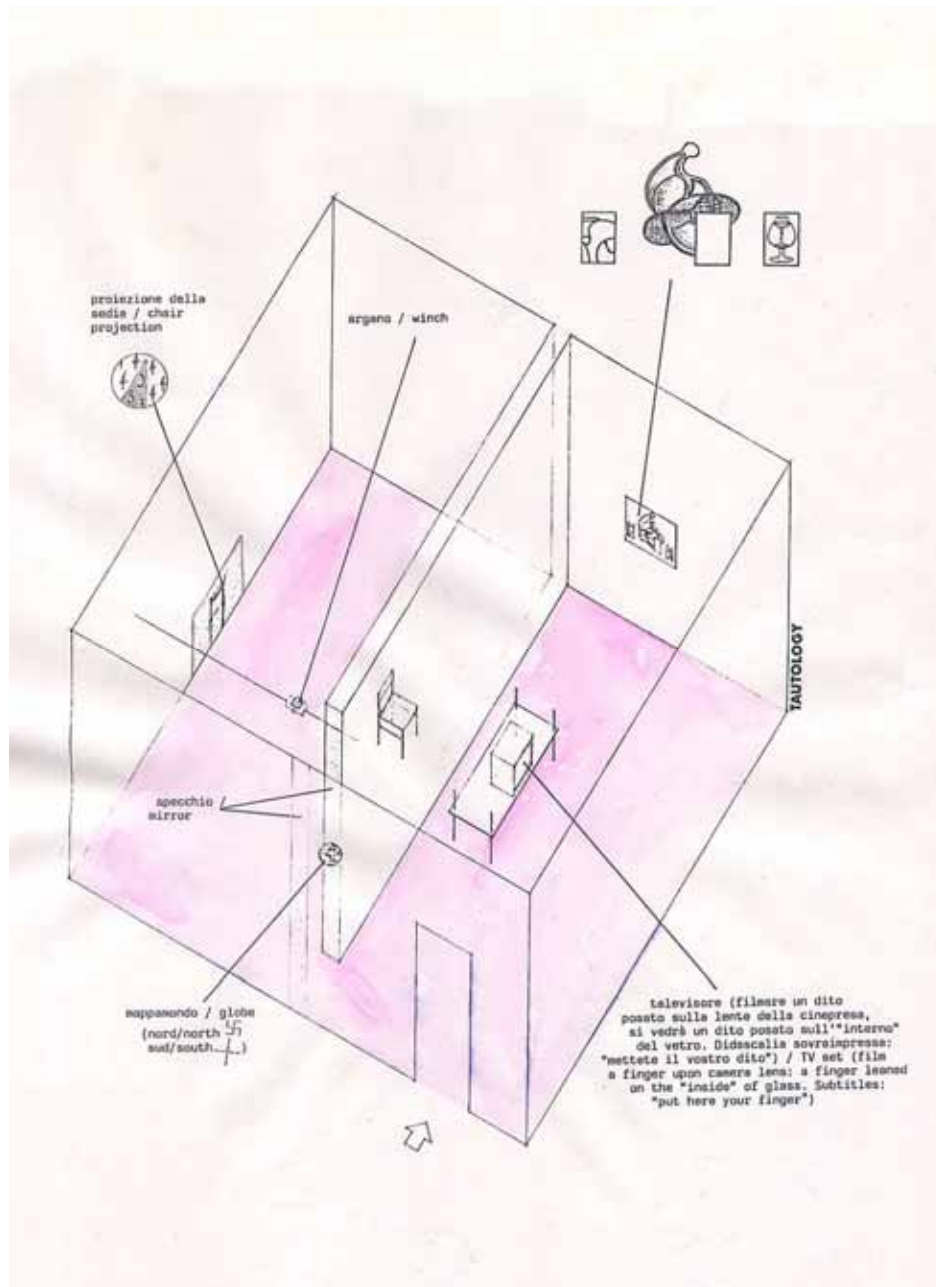 proiezione della
sedia / chair
projection
argano / winch
TAUTOLOGY
specchio /
mirror
mappamondo / globe
(nord/north
sud/south )
televisore (filmare un dito
posato sulla lente della cinepresa,
si vedrà un dito posato sull'"interno"
del vetro. Didascalia sovraimpressa:
"mettete il vostro dito") / TV set (film
a finger upon camera lens: a finger leaned
on the "inside" of glass. Subtitles:
"put here your finger")